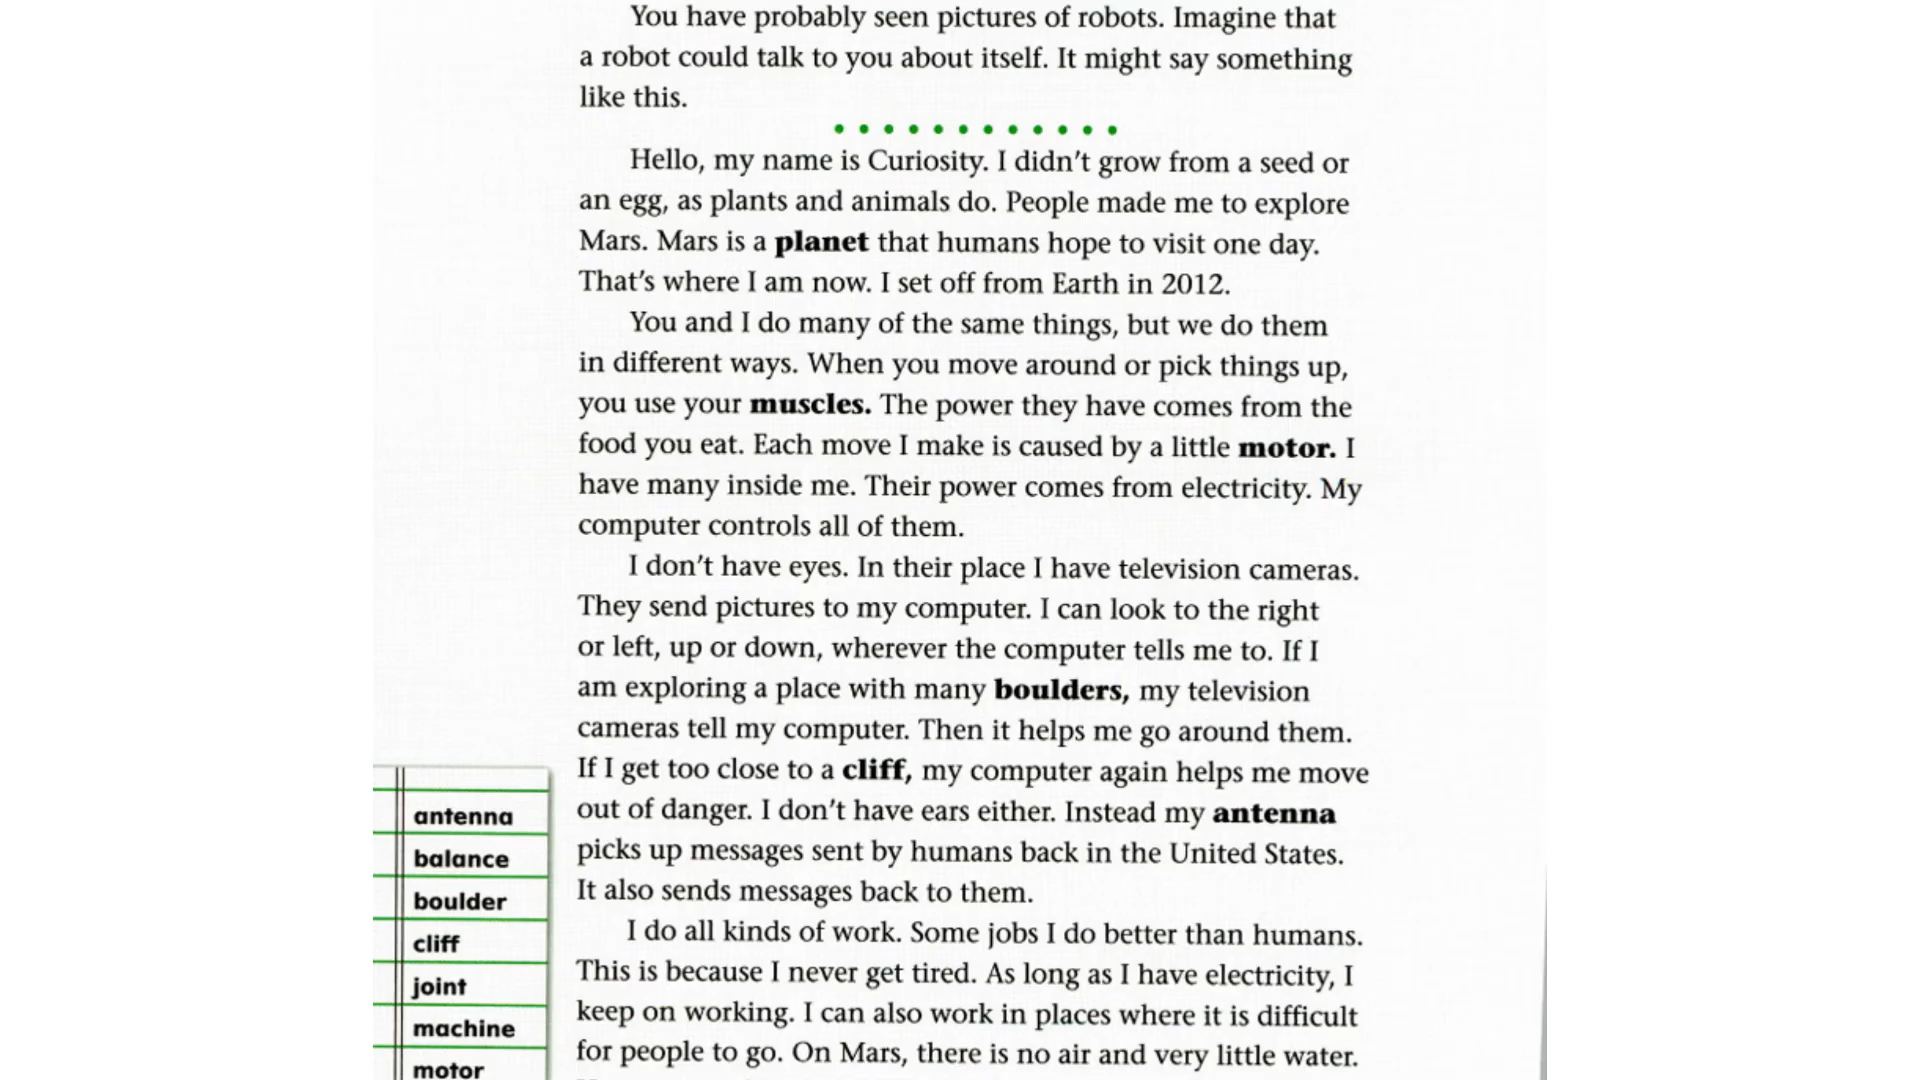 You have probably seen pictures of robots. Imagine that
a robot could talk to you about itself. It might say something
like this.
Hello, my name is Curiosity. I didn't grow from a seed or
an egg, as plants and animals do. People made me to explore
Mars. Mars is a planet that humans hope to visit one day.
That's where I am now. I set off from Earth in 2012.
You and I do many of the same things, but we do them
in different ways. When you move around or pick things up,
you use your muscles. The power they have comes from the
food you eat. Each move I make is caused by a little motor. I
have many inside me. Their power comes from electricity. My
computer controls all of them.
I don't have eyes. In their place I have television cameras.
They send pictures to my computer. I can look to the right
or left, up or down, wherever the computer tells me to. If I
am exploring a place with many boulders, my television
cameras tell my computer. Then it helps me go around them.
If I get too close to a cliff, my computer again helps me move
out of danger. I don't have ears either. Instead my antenna
picks up messages sent by humans back in the United States.
It also sends messages back to them.
I do all kinds of work. Some jobs I do better than humans.
This is because I never get tired. As long as I have electricity, I
keep on working. I can also work in places where it is difficult
for people to go. On Mars, there is no air and very little water.
antenna
balance
boulder
cliff
joint
machine
motor